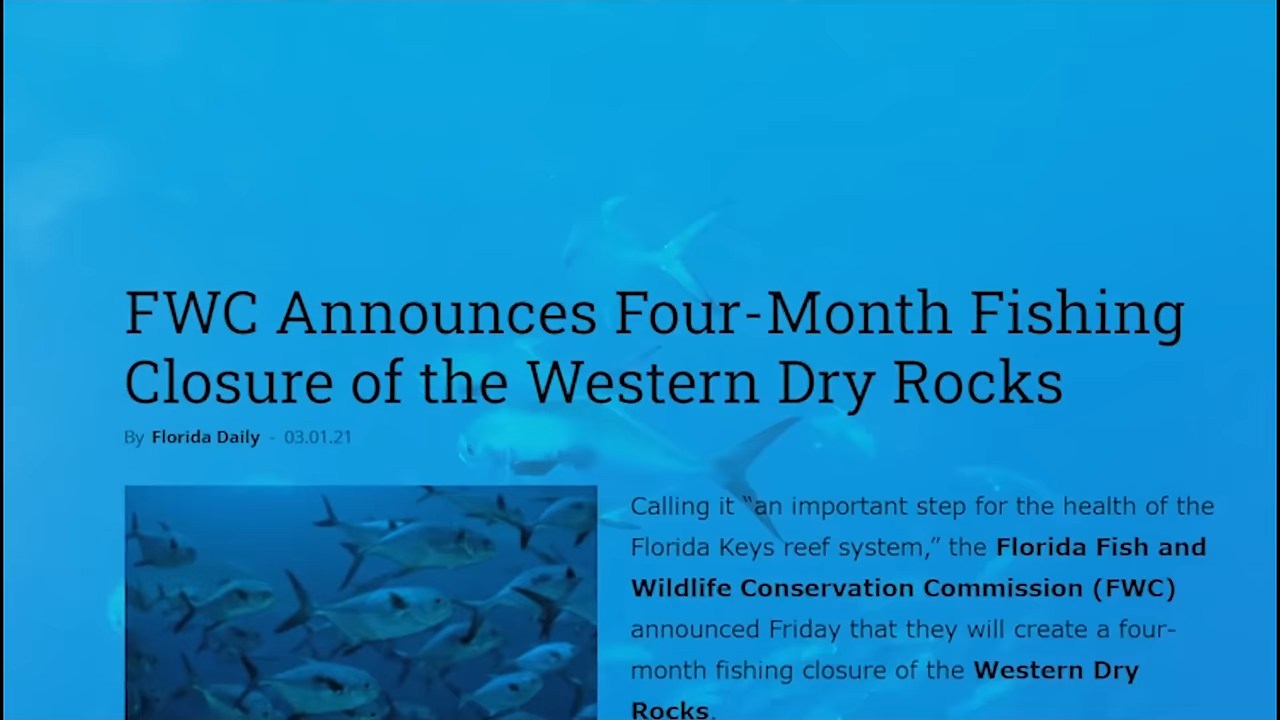 FWC Announces Four-Month Fishing
Closure of the Western Dry Rocks
By Florida Daily - 03.01.21
Calling it “an important step for the health of the
Florida Keys reef system,” the Florida Fish and
Wildlife Conservation Commission (FWC)
announced Friday that they will create a four-
month fishing closure of the Western Dry
Rocks.